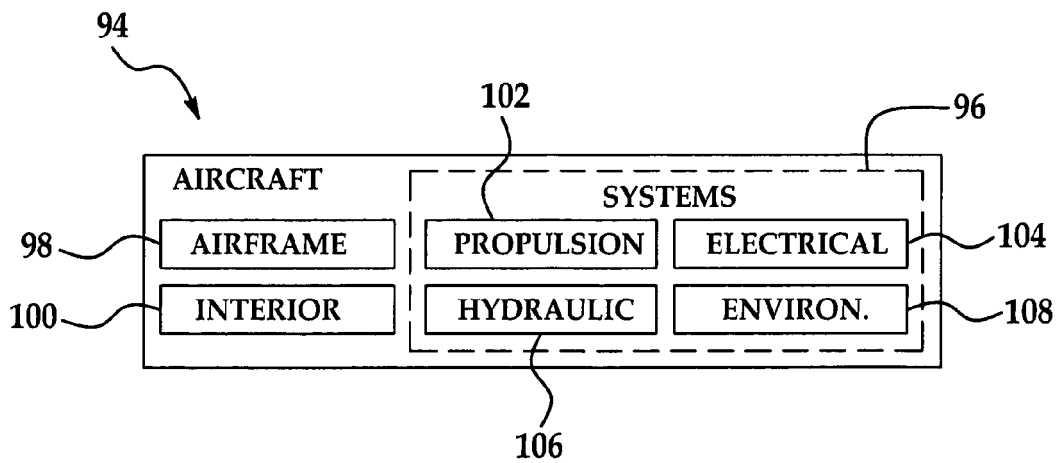 94
102
96
AIRCRAFT
SYSTEMS
98
AIRFRAME
PROPULSION
ELECTRICAL
104
100
INTERIOR
HYDRAULIC
ENVIRON.
108
106